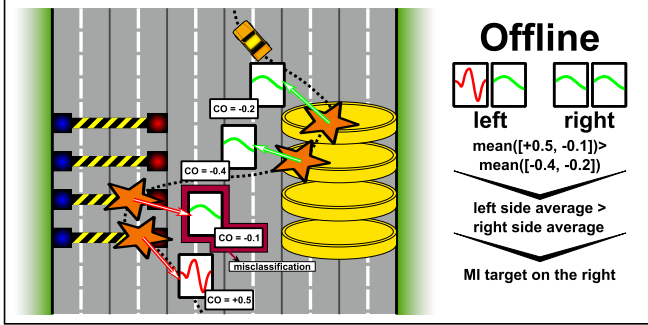 Offline
left
right
mean([+0.5, -0.1])>
mean([-0.4, -0.2])
left side average >
right side average
MI target on the right
CO = -0.2
CO = -0.4
CO = -0.1
misclassification
CO = +0.5